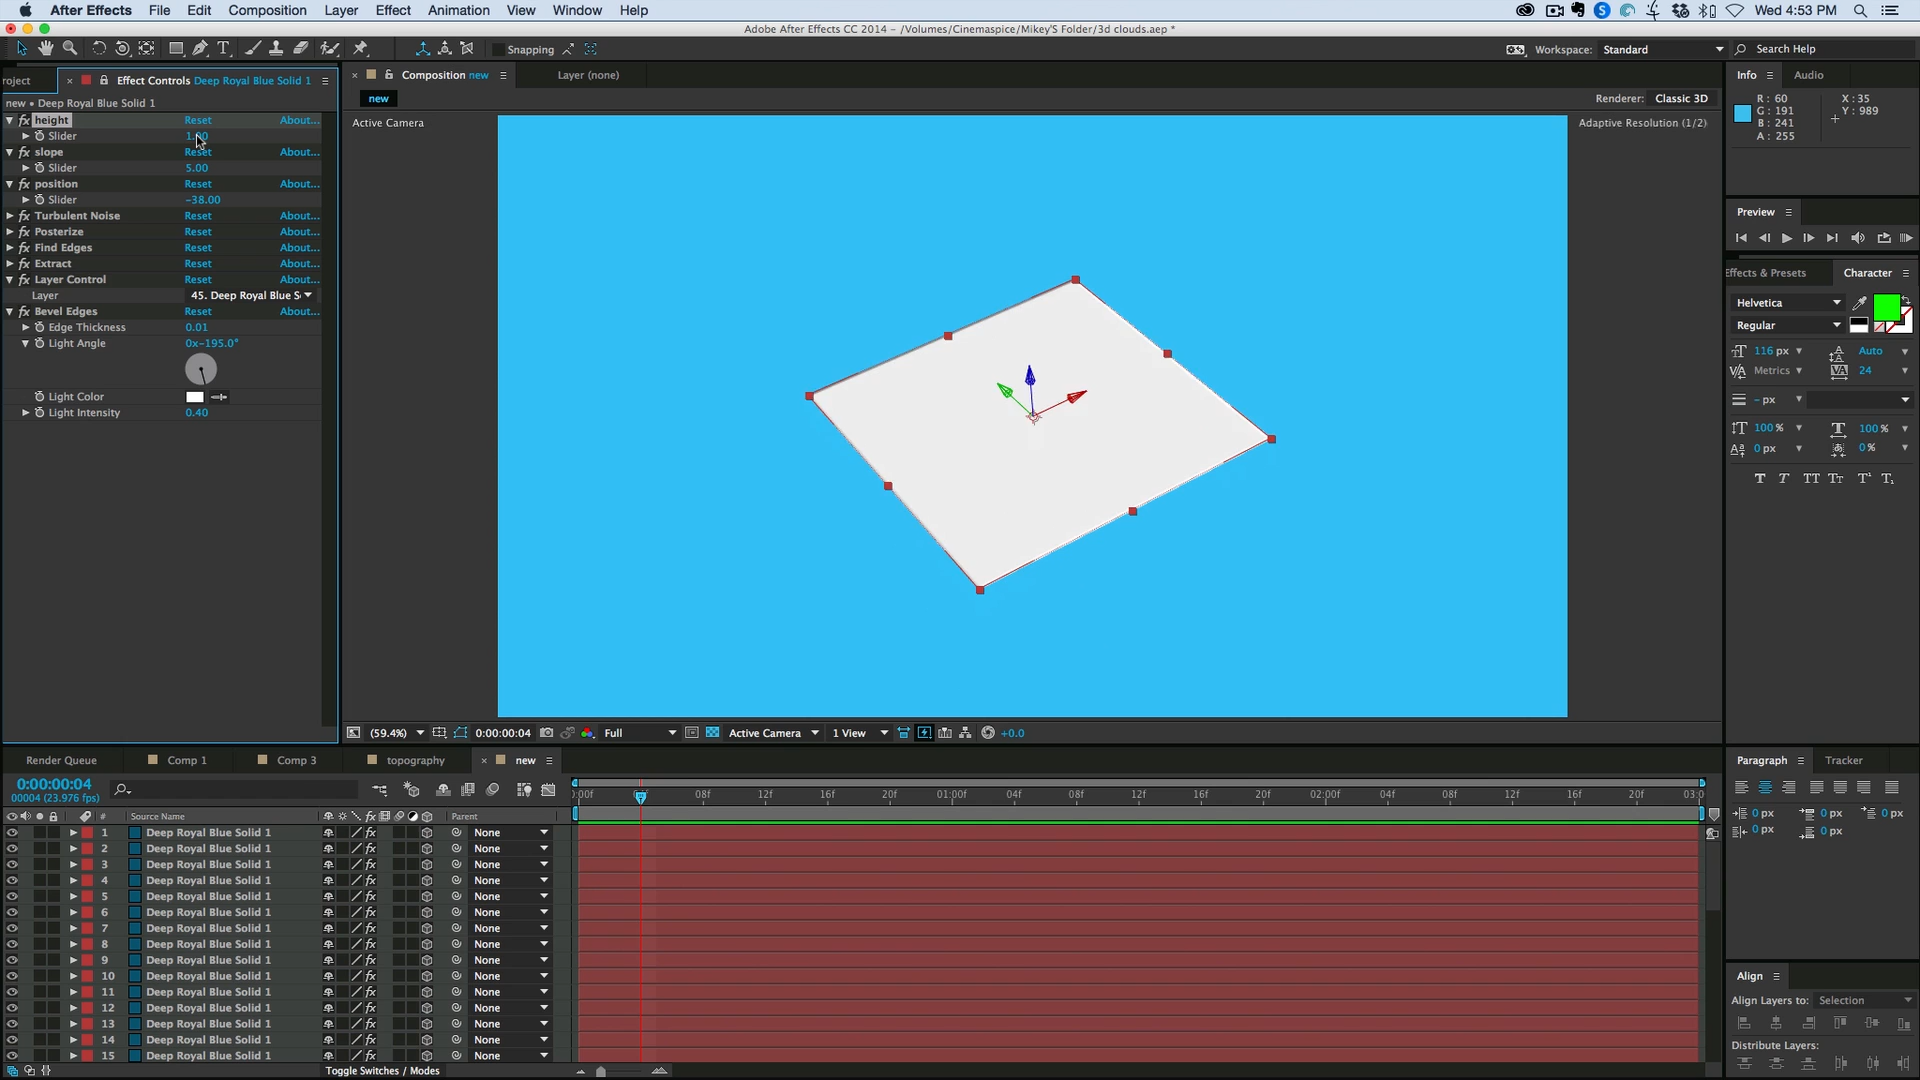 After Effects File Edit Composition Layer Effect Animation View Window Help
Wed 4:53 PM
Adobe After Effects CC 2014 - /Volumes/Cinemaspice/Mikey'S Folder/3d clouds.aep *
Snapping
Workspace: Standard
Search Help
roject
Effect Controls Deep Royal Blue Solid 1
new • Deep Royal Blue Solid 1
height Reset About...
Slider
slope Reset About...
Slider 5.00
position Reset About...
Slider -38.00
Turbulent Noise Reset About...
Posterize Reset About...
Find Edges Reset About...
Extract Reset About...
Layer Control Reset About...
Layer 45. Deep Royal Blue S
Bevel Edges Reset About...
Edge Thickness 0.01
Light Angle 0x-195.0°
Light Color
Light Intensity 0.40
Composition new
Layer (none)
new
Renderer: Classic 3D
Active Camera
Adaptive Resolution (1/2)
(59.4%) 0:00:00:04 Full Active Camera 1 View +0.0
Info Audio
R: 60 X: 35
G: 191 Y: 989
B: 241
A: 255
Preview
Effects & Presets Character
Helvetica
Regular
116 px Auto
Metrics 24
- px
100 % 100 %
0 px 0 %
T T TT Tt T¹ T₁
Paragraph Tracker
0 px 0 px 0 px
0 px 0 px
Align
Align Layers to: Selection
Distribute Layers:
Render Queue Comp 1 Comp 3 topography new
0:00:00:04
00004 (23.976 fps)
:00f 08f 12f 16f 20f 01:00f 04f 08f 12f 16f 20f 02:00f 04f 08f 12f 16f 20f 03:0
# Source Name Parent
1 Deep Royal Blue Solid 1 None
2 Deep Royal Blue Solid 1 None
3 Deep Royal Blue Solid 1 None
4 Deep Royal Blue Solid 1 None
5 Deep Royal Blue Solid 1 None
6 Deep Royal Blue Solid 1 None
7 Deep Royal Blue Solid 1 None
8 Deep Royal Blue Solid 1 None
9 Deep Royal Blue Solid 1 None
10 Deep Royal Blue Solid 1 None
11 Deep Royal Blue Solid 1 None
12 Deep Royal Blue Solid 1 None
13 Deep Royal Blue Solid 1 None
14 Deep Royal Blue Solid 1 None
15 Deep Royal Blue Solid 1 None
Toggle Switches / Modes